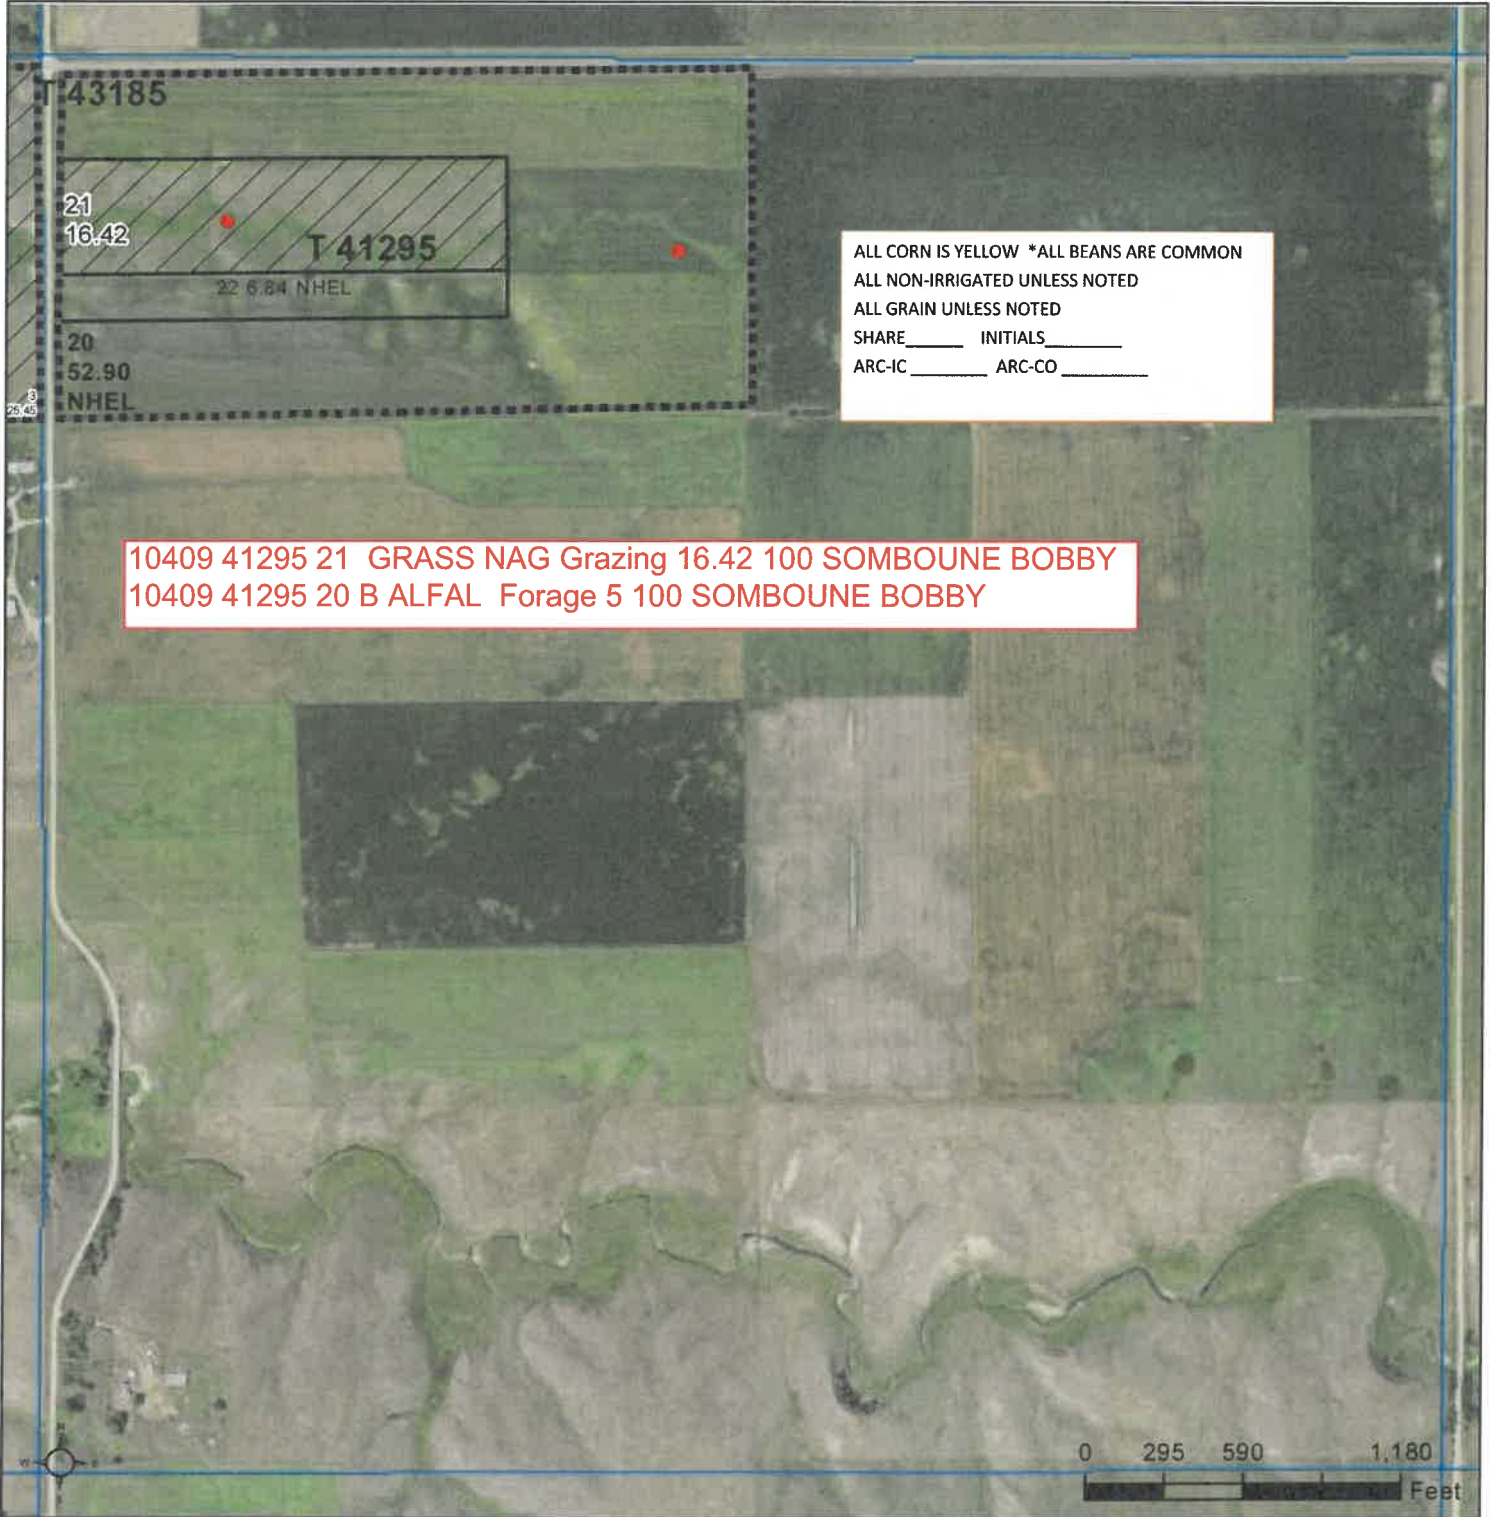 T 43185
21
16.42
T 41295
22 6.84 NHEL
20
52.90
NHEL
3
25.45
ALL CORN IS YELLOW *ALL BEANS ARE COMMON
ALL NON-IRRIGATED UNLESS NOTED
ALL GRAIN UNLESS NOTED
SHARE______ INITIALS________
ARC-IC ________ ARC-CO _________
10409 41295 21 GRASS NAG Grazing 16.42 100 SOMBOUNE BOBBY
10409 41295 20 B ALFAL Forage 5 100 SOMBOUNE BOBBY
N
W E
0 295 590 1,180
Feet